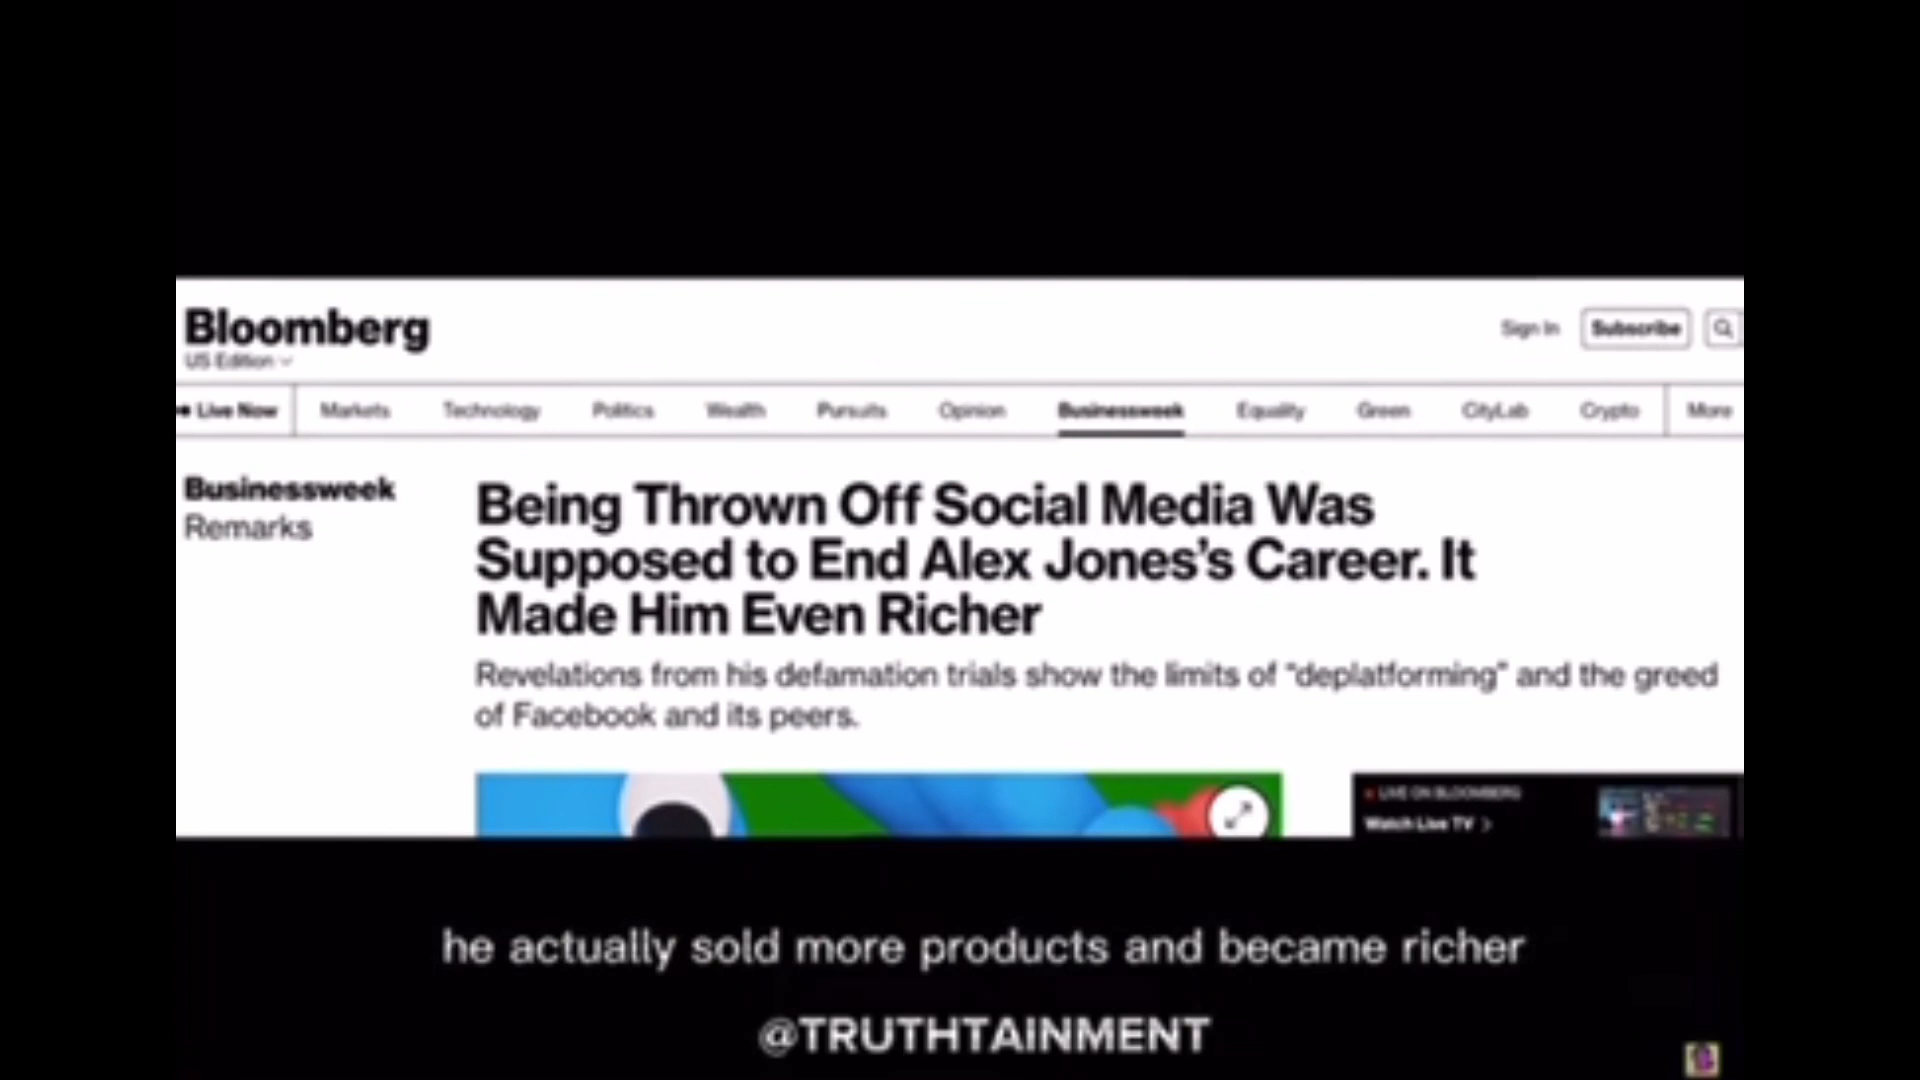 Bloomberg
US Edition
Sign In
Subscribe
Live Now
Markets
Technology
Politics
Wealth
Pursuits
Opinion
Businessweek
Equality
Green
CityLab
Crypto
More
Businessweek
Remarks
Being Thrown Off Social Media Was
Supposed to End Alex Jones’s Career. It
Made Him Even Richer
Revelations from his defamation trials show the limits of “deplatforming” and the greed
of Facebook and its peers.
LIVE ON BLOOMBERG
Watch Live TV
he actually sold more products and became richer
@TRUTHTAINMENT